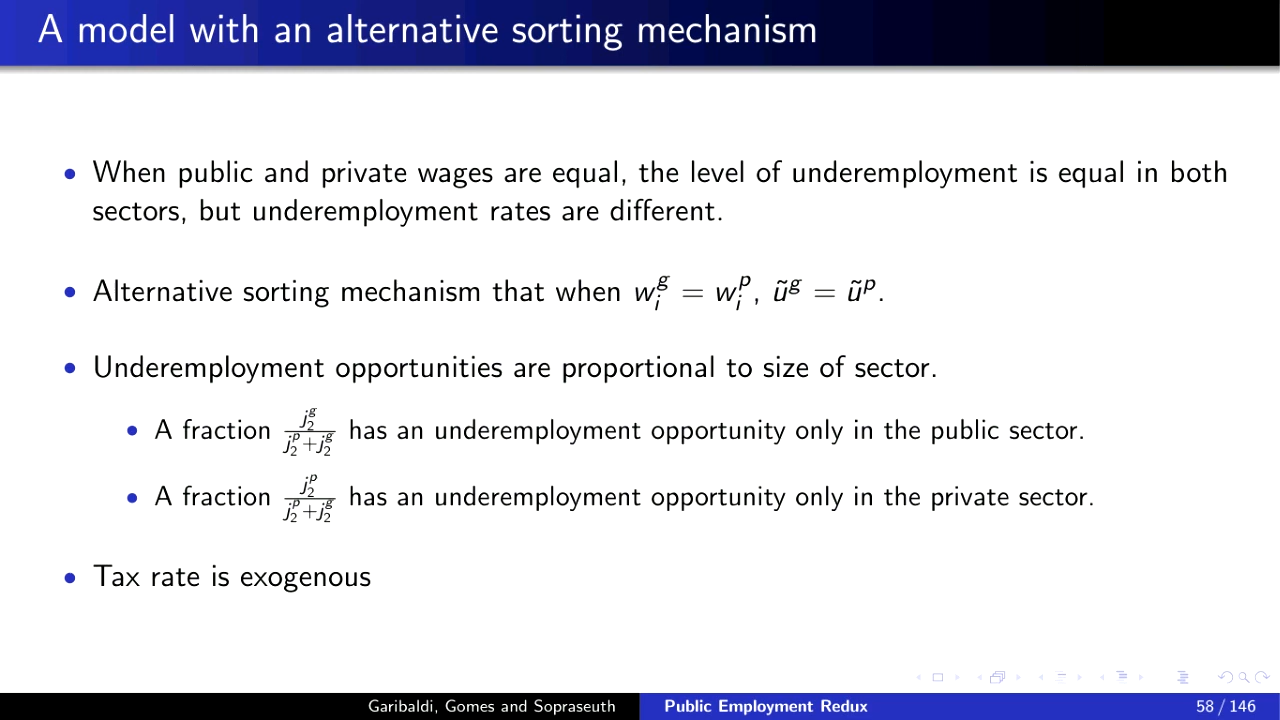 A model with an alternative sorting mechanism
• When public and private wages are equal, the level of underemployment is equal in both
sectors, but underemployment rates are different.
• Alternative sorting mechanism that when $w_i^g = w_i^p$, $\tilde{u}^g = \tilde{u}^p$.
• Underemployment opportunities are proportional to size of sector.
• A fraction $\frac{j_2^g}{j_2^p + j_2^g}$ has an underemployment opportunity only in the public sector.
• A fraction $\frac{j_2^p}{j_2^p + j_2^g}$ has an underemployment opportunity only in the private sector.
• Tax rate is exogenous
Garibaldi, Gomes and Sopraseuth
Public Employment Redux
58 / 146